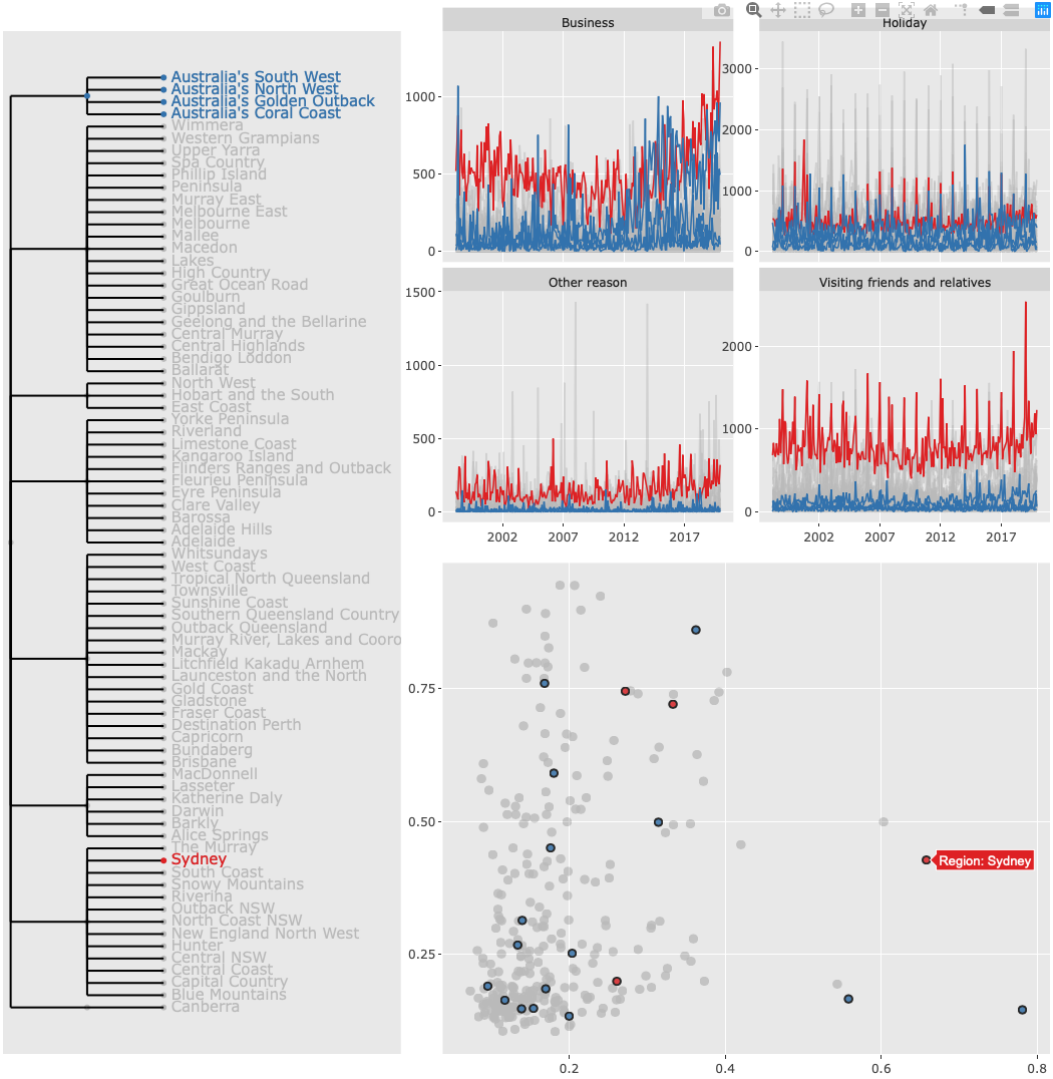 Australia's South West
Australia's North West
Australia's Golden Outback
Australia's Coral Coast
Wimmera
Western Grampians
Upper Yarra
Spa Country
Phillip Island
Peninsula
Murray East
Melbourne East
Melbourne
Mallee
Macedon
Lakes
High Country
Great Ocean Road
Goulburn
Gippsland
Geelong and the Bellarine
Central Murray
Central Highlands
Bendigo Loddon
Ballarat
North West
Hobart and the South
East Coast
Yorke Peninsula
Riverland
Limestone Coast
Kangaroo Island
Flinders Ranges and Outback
Fleurieu Peninsula
Eyre Peninsula
Clare Valley
Barossa
Adelaide Hills
Adelaide
Whitsundays
West Coast
Tropical North Queensland
Townsville
Sunshine Coast
Southern Queensland Country
Outback Queensland
Murray River, Lakes and Cooro
Mackay
Litchfield Kakadu Arnhem
Launceston and the North
Gold Coast
Gladstone
Fraser Coast
Destination Perth
Capricorn
Bundaberg
Brisbane
MacDonnell
Lasseter
Katherine Daly
Darwin
Barkly
Alice Springs
The Murray
Sydney
South Coast
Snowy Mountains
Riverina
Outback NSW
North Coast NSW
New England North West
Hunter
Central NSW
Central Coast
Capital Country
Blue Mountains
Canberra
Business
1000
500
0
Holiday
3000
2000
1000
0
Other reason
1500
1000
500
0
2002 2007 2012 2017
Visiting friends and relatives
2000
1000
0
2002 2007 2012 2017
0.75
0.50
0.25
Region: Sydney
0.2 0.4 0.6 0.8